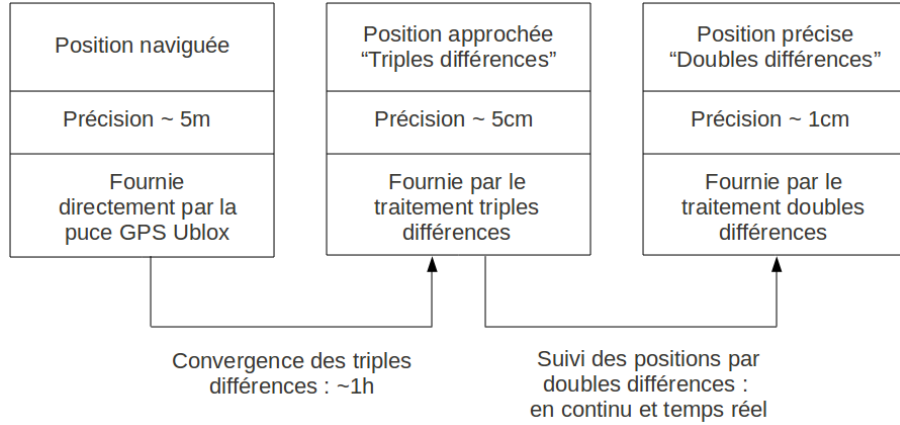 Position naviguée
Précision ~ 5m
Fournie
directement par la
puce GPS Ublox
Position approchée
“Triples différences”
Précision ~ 5cm
Fournie par le
traitement triples
différences
Position précise
“Doubles différences”
Précision ~ 1cm
Fournie par le
traitement doubles
différences
Convergence des triples
différences : ~1h
Suivi des positions par
doubles différences :
en continu et temps réel